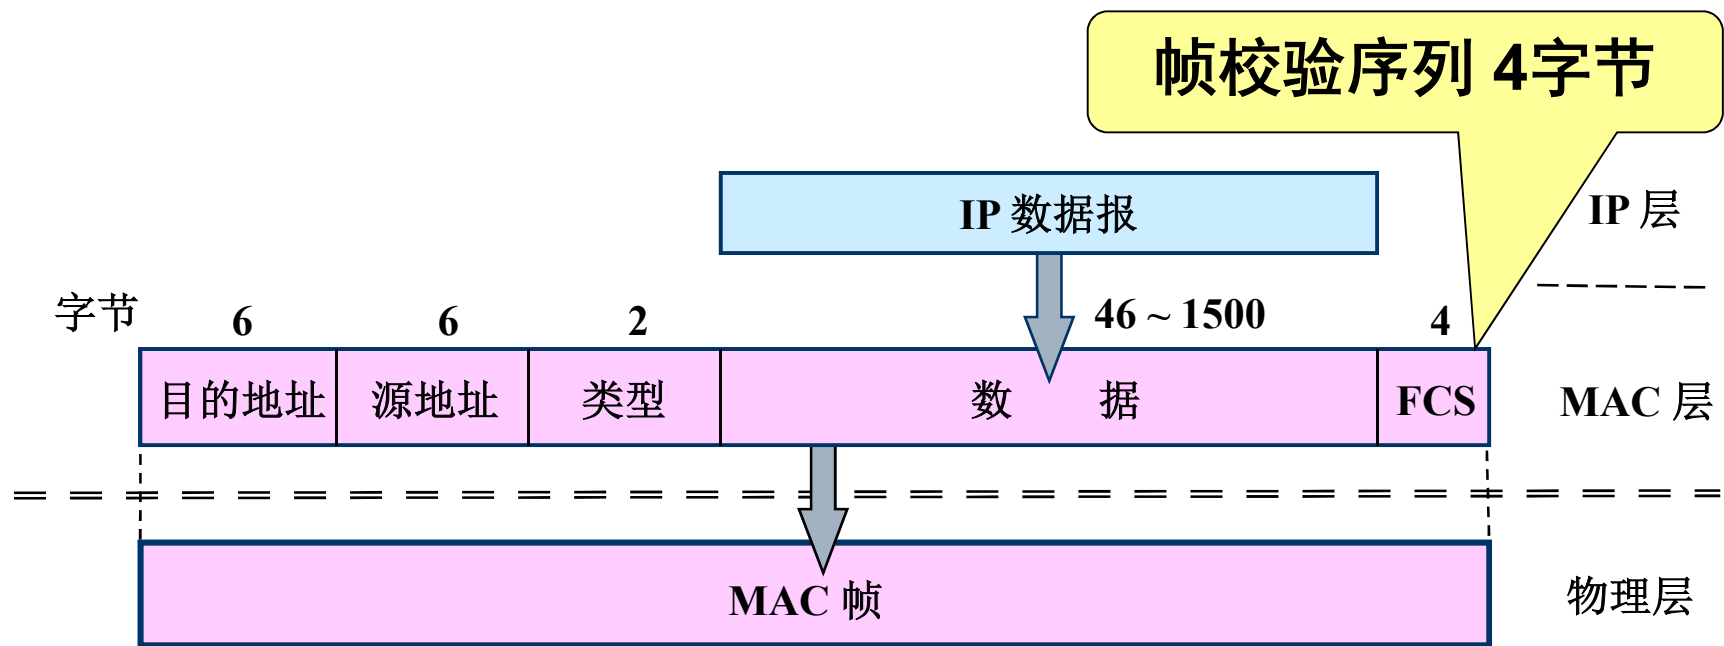 帧校验序列 4字节
IP 数据报
IP 层
字节
6
6
2
46 ~ 1500
4
目的地址
源地址
类型
数 据
FCS
MAC 层
MAC 帧
物理层